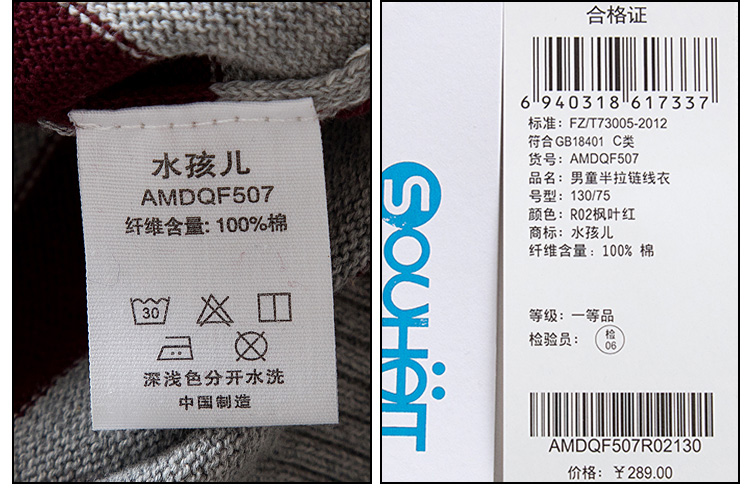 水孩儿
AMDQF507
纤维含量: 100%棉
30
深浅色分开水洗
中国制造
SOUHAIT
合格证
6 940318 617337
标准: FZ/T73005-2012
符合GB18401 C类
货号: AMDQF507
品名: 男童半拉链线衣
号型: 130/75
颜色: R02枫叶红
商标: 水孩儿
纤维含量: 100% 棉
等级: 一等品
检验员: 检 06
AMDQF507R02130
价格: ￥289.00